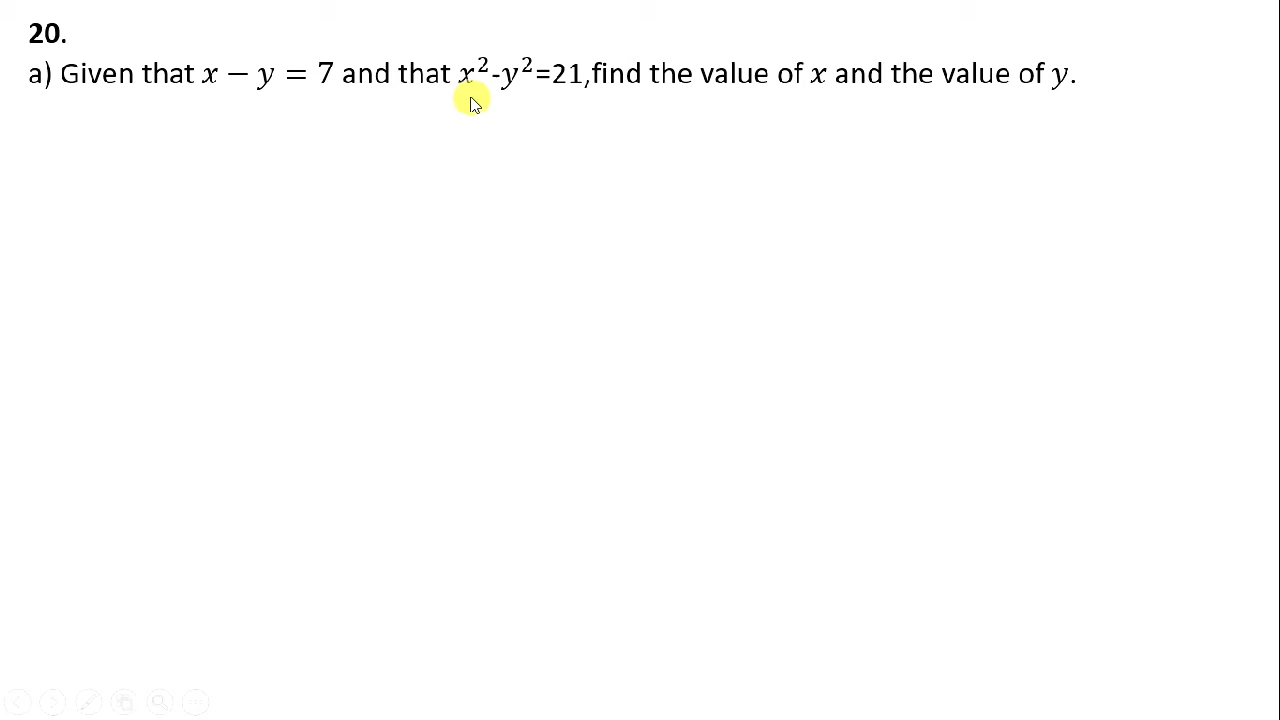 20.
a) Given that 𝑥 − 𝑦 = 7 and that 𝑥²-𝑦²=21,find the value of 𝑥 and the value of 𝑦.